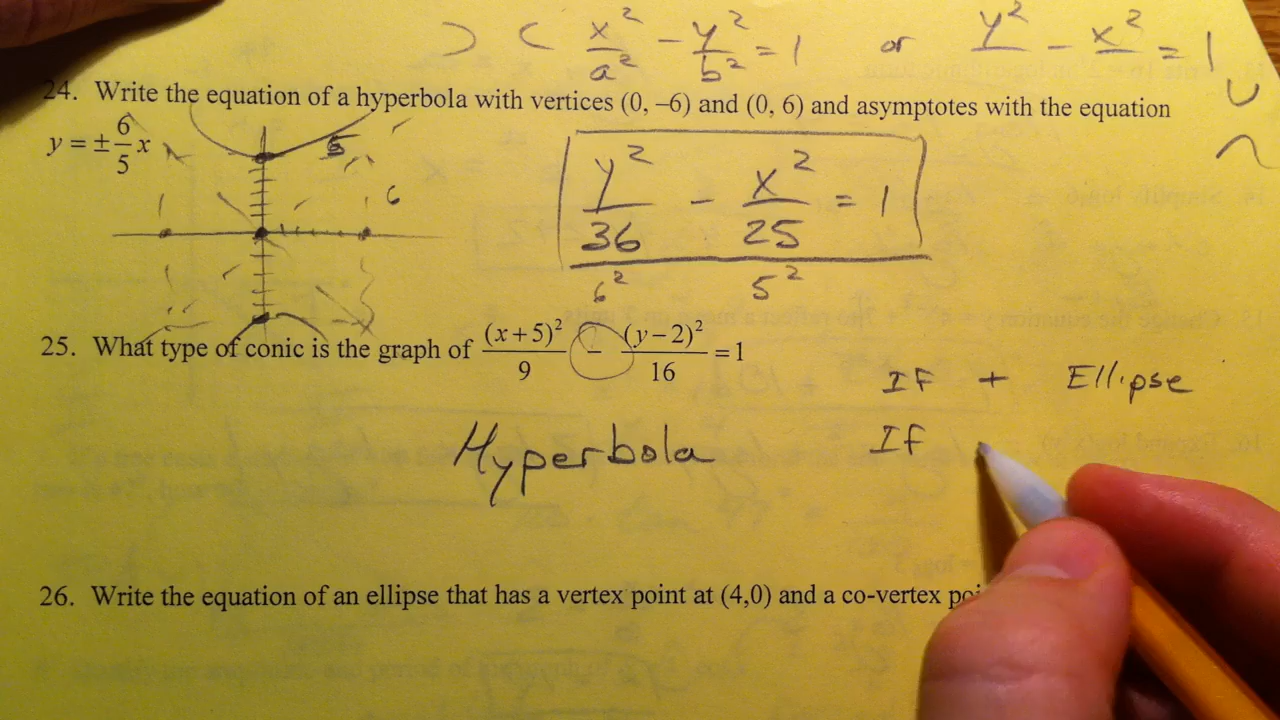 x²/a² − y²/b² = 1 or y² − x² = 1
24. Write the equation of a hyperbola with vertices (0, –6) and (0, 6) and asymptotes with the equation
y = ± 6/5 x
5
6
y²/36 − x²/25 = 1
6² 5²
25. What type of conic is the graph of (x+5)²/9 − (y−2)²/16 = 1
If + Ellipse
Hyperbola If
26. Write the equation of an ellipse that has a vertex point at (4,0) and a co-vertex